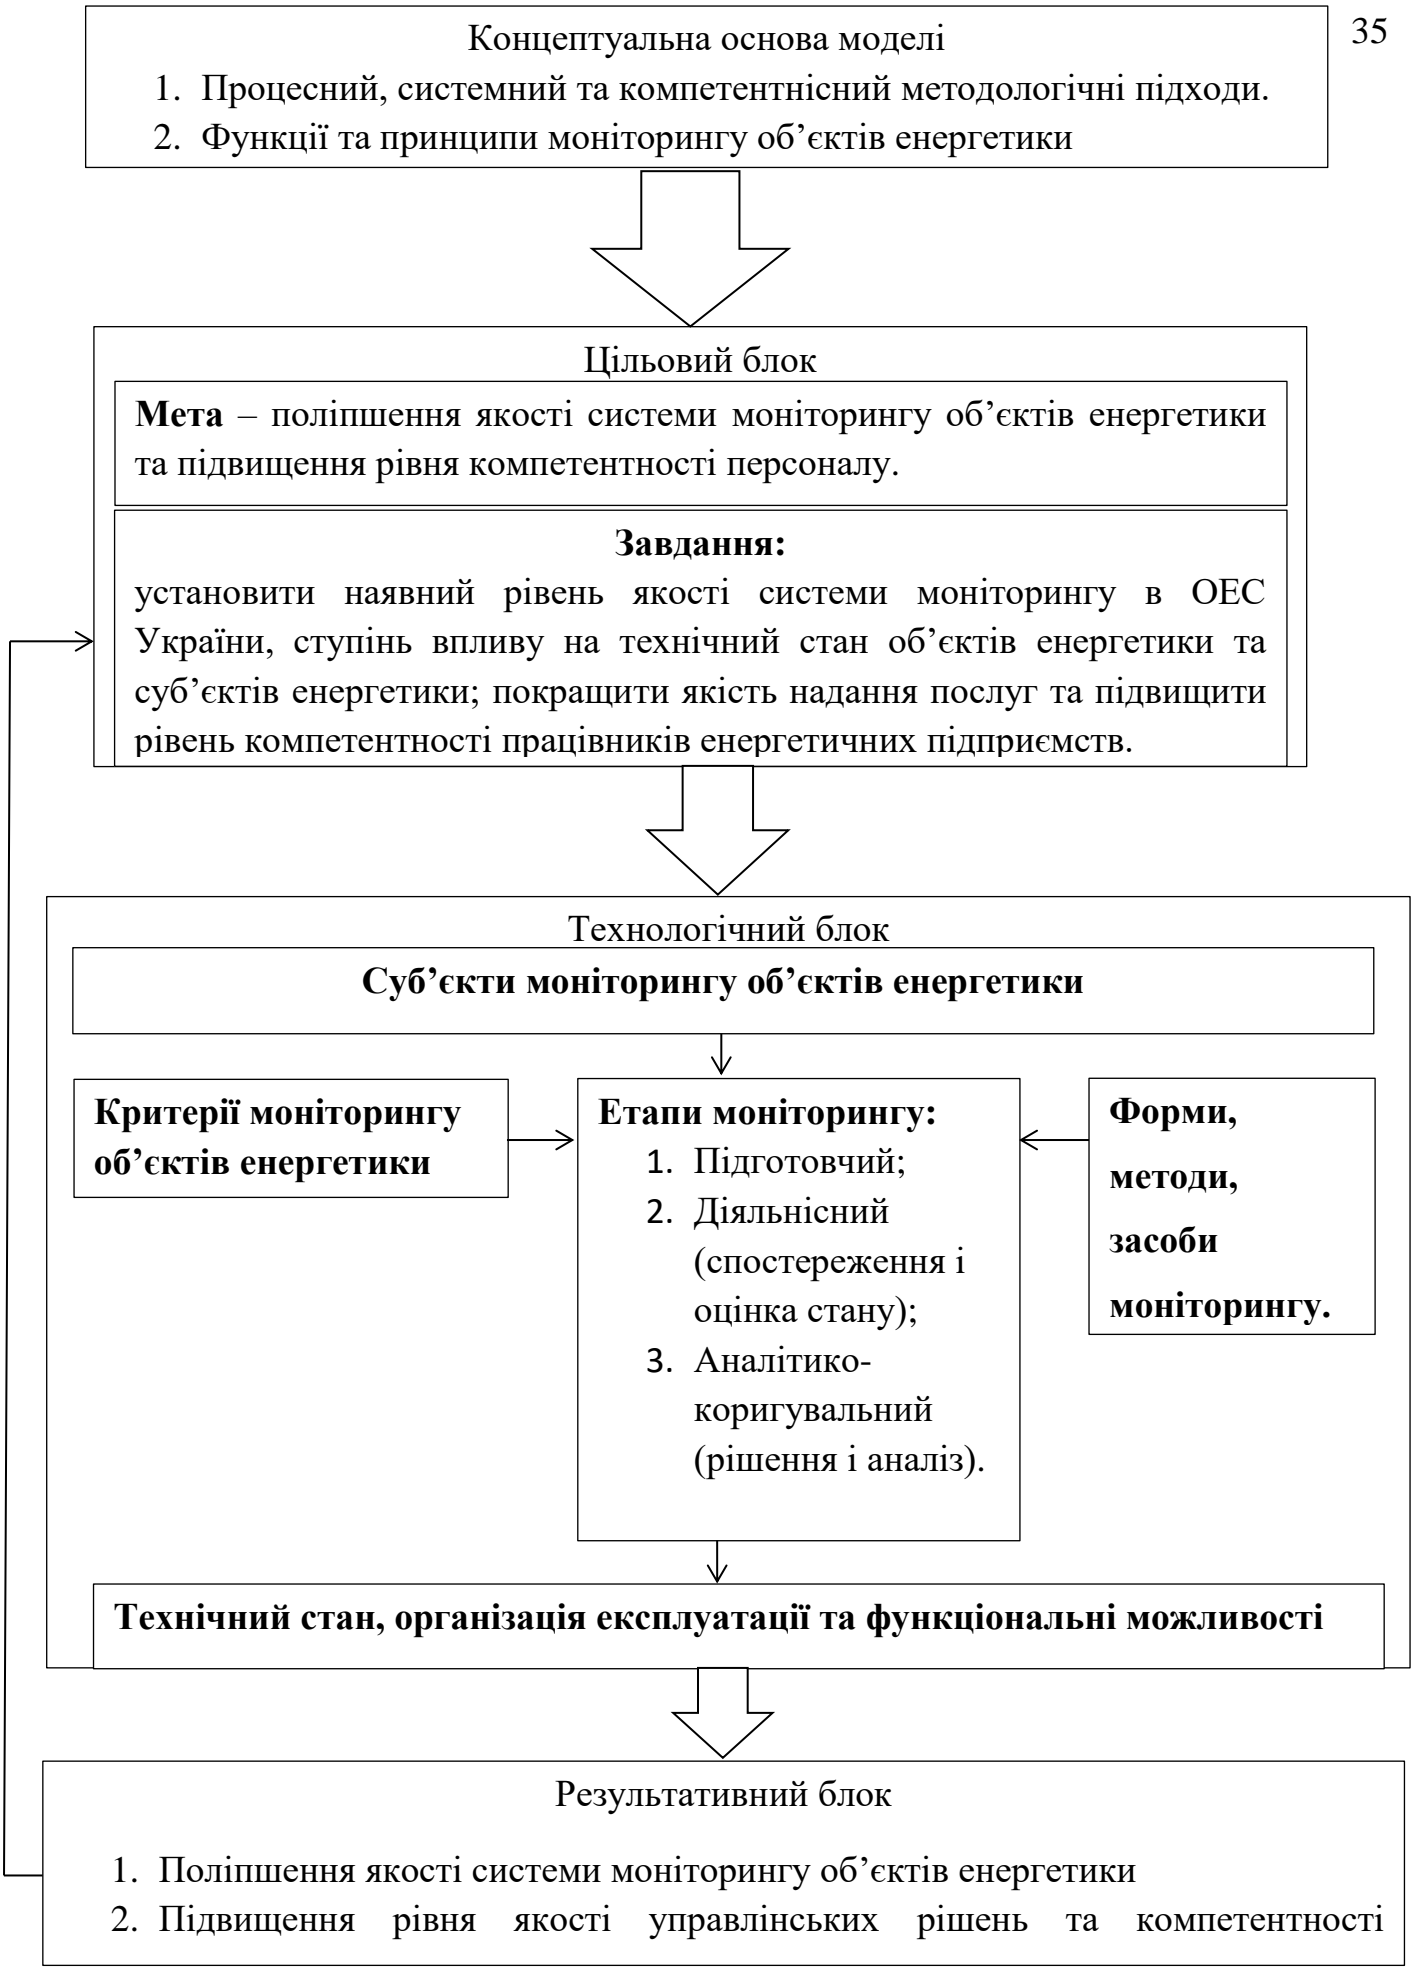 35
Концептуальна основа моделі
1. Процесний, системний та компетентнісний методологічні підходи.
2. Функції та принципи моніторингу об’єктів енергетики
Цільовий блок
Мета – поліпшення якості системи моніторингу об’єктів енергетики
та підвищення рівня компетентності персоналу.
Завдання:
установити наявний рівень якості системи моніторингу в ОЕС
України, ступінь впливу на технічний стан об’єктів енергетики та
суб’єктів енергетики; покращити якість надання послуг та підвищити
рівень компетентності працівників енергетичних підприємств.
Технологічний блок
Суб’єкти моніторингу об’єктів енергетики
Критерії моніторингу
об’єктів енергетики
Етапи моніторингу:
1. Підготовчий;
2. Діяльнісний
(спостереження і
оцінка стану);
3. Аналітико-
коригувальний
(рішення і аналіз).
Форми,
методи,
засоби
моніторингу.
Технічний стан, організація експлуатації та функціональні можливості
Результативний блок
1. Поліпшення якості системи моніторингу об’єктів енергетики
2. Підвищення рівня якості управлінських рішень та компетентності